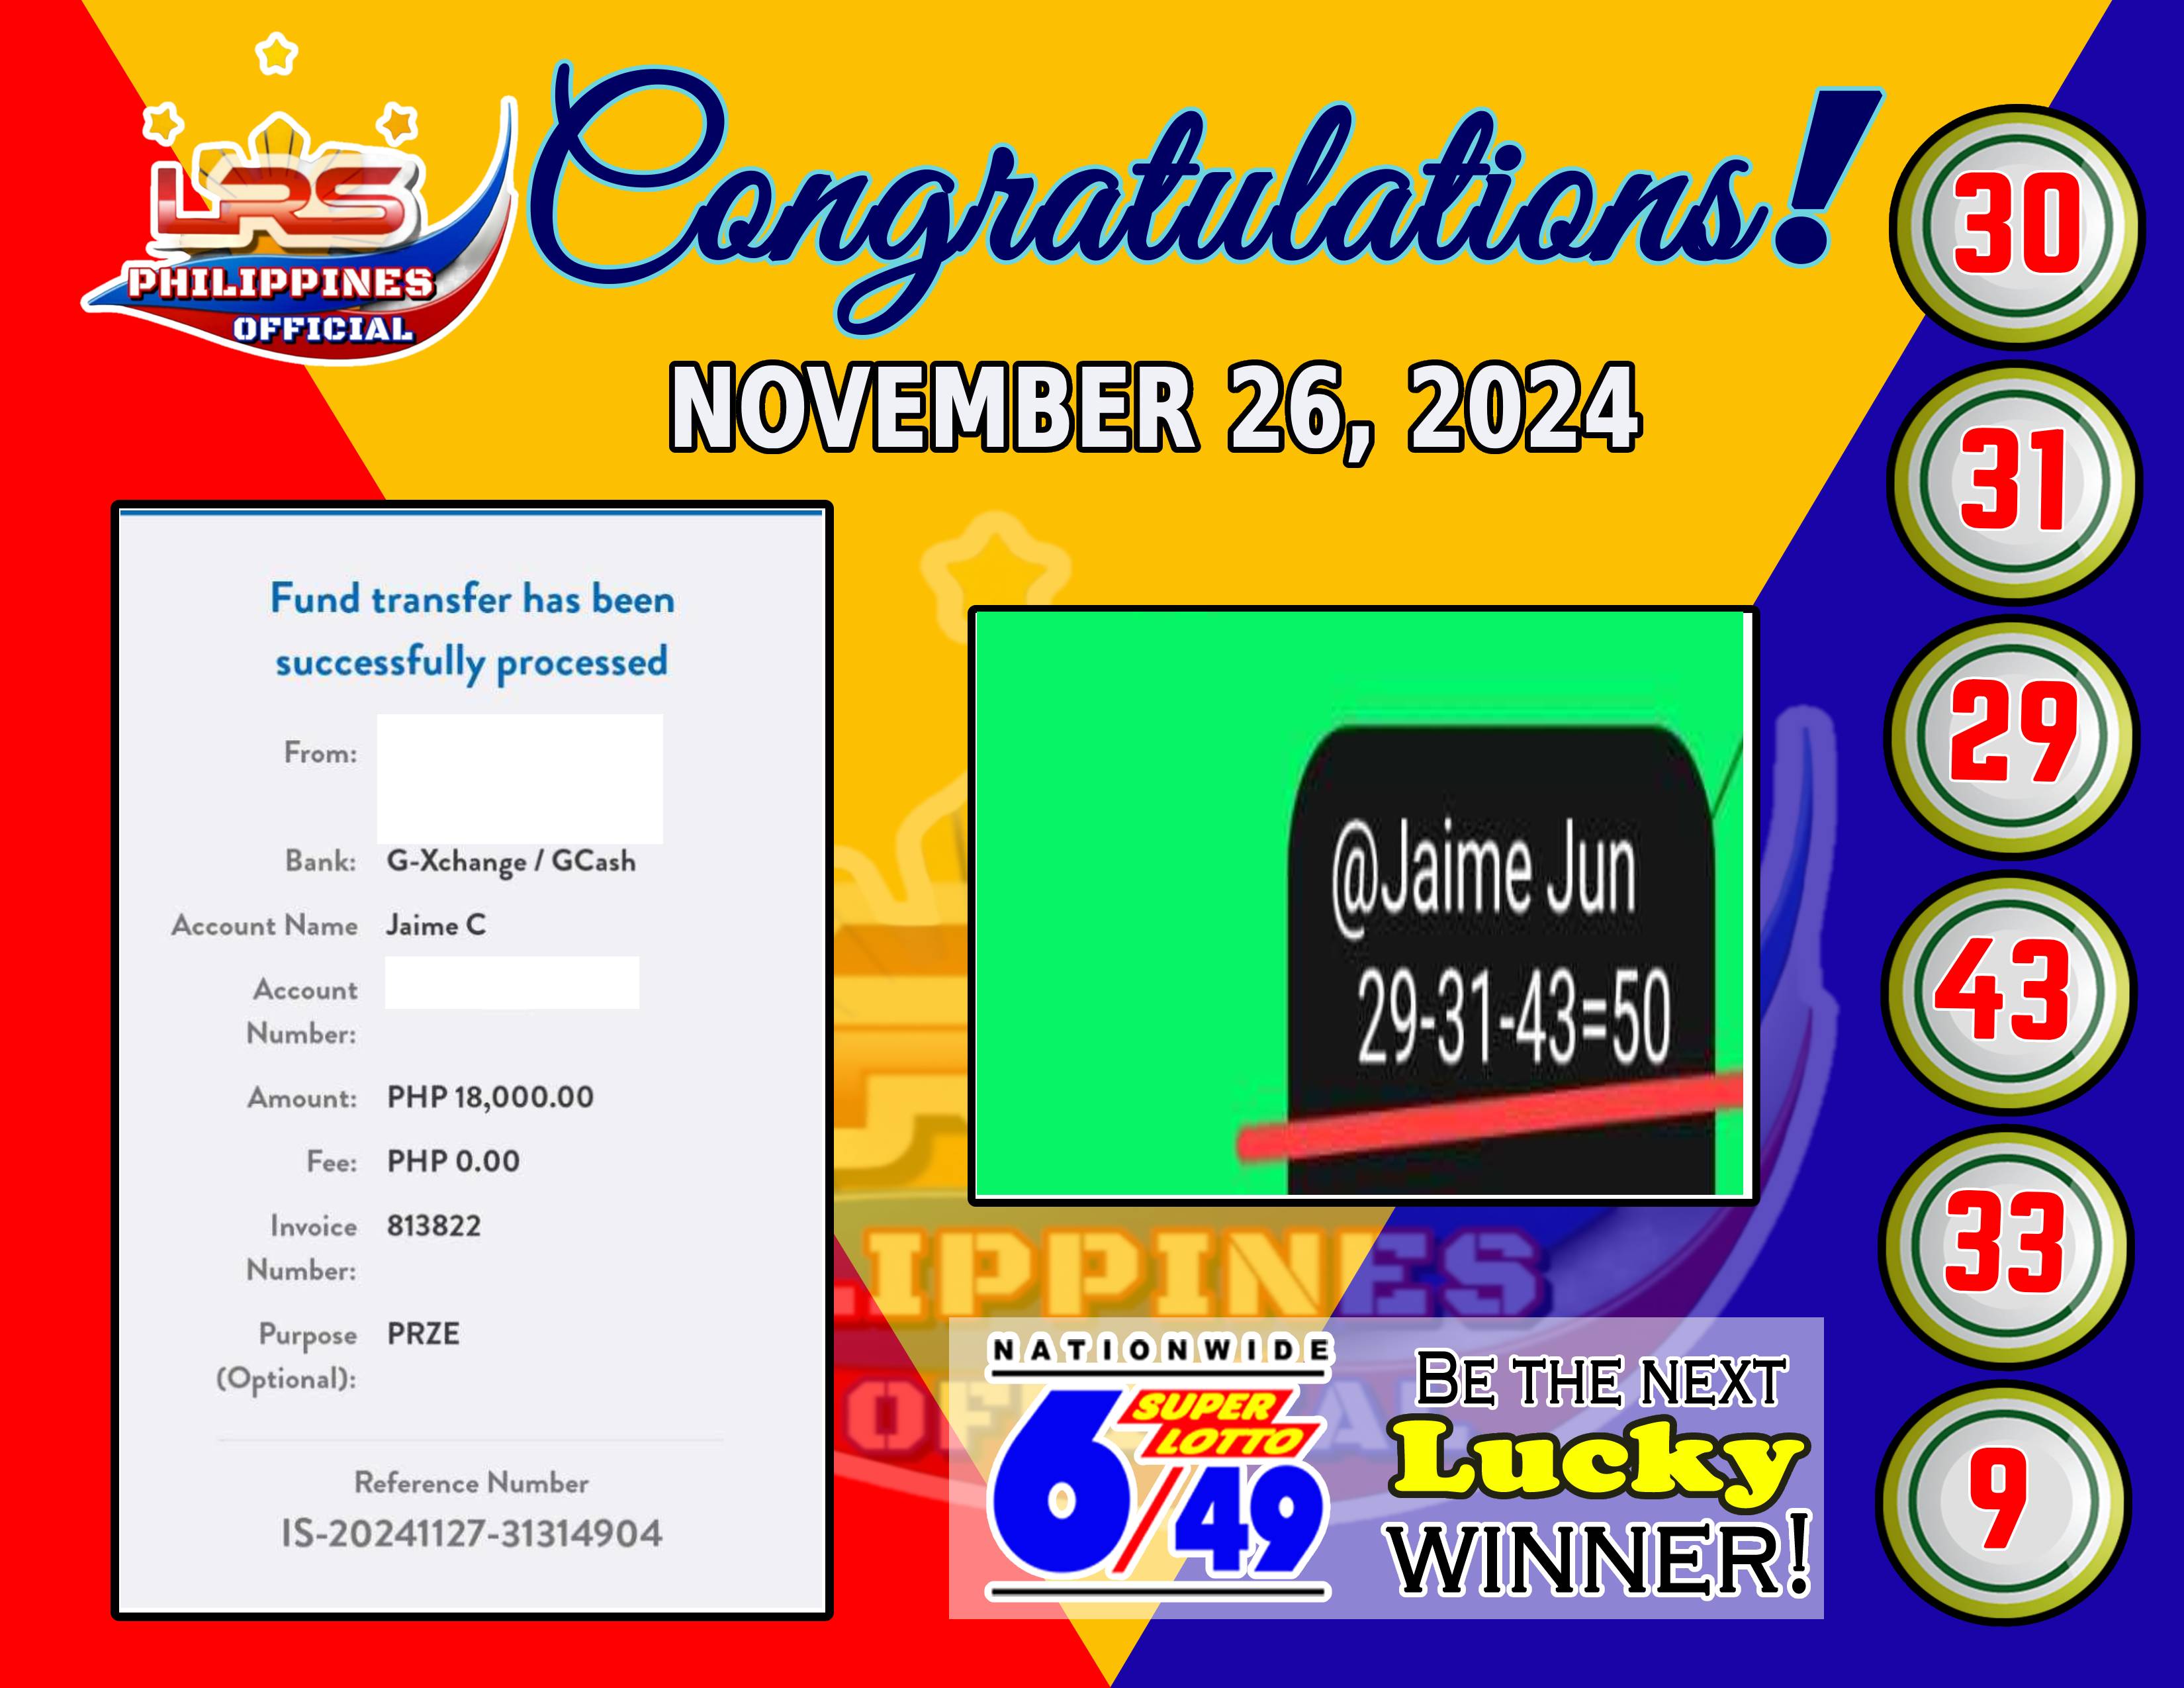 LRS
PHILIPPINES
OFFICIAL
Congratulations!
NOVEMBER 26, 2024
Fund transfer has been
successfully processed
From:
Bank: G-Xchange / GCash
Account Name Jaime C
Account
Number:
Amount: PHP 18,000.00
Fee: PHP 0.00
Invoice 813822
Number:
Purpose PRZE
(Optional):
Reference Number
IS-20241127-31314904
@Jaime Jun
29-31-43=50
LIPPINES
OF AL
NATIONWIDE
SUPER
LOTTO
6/49
BE THE NEXT
Lucky
WINNER!
30
31
29
43
33
9